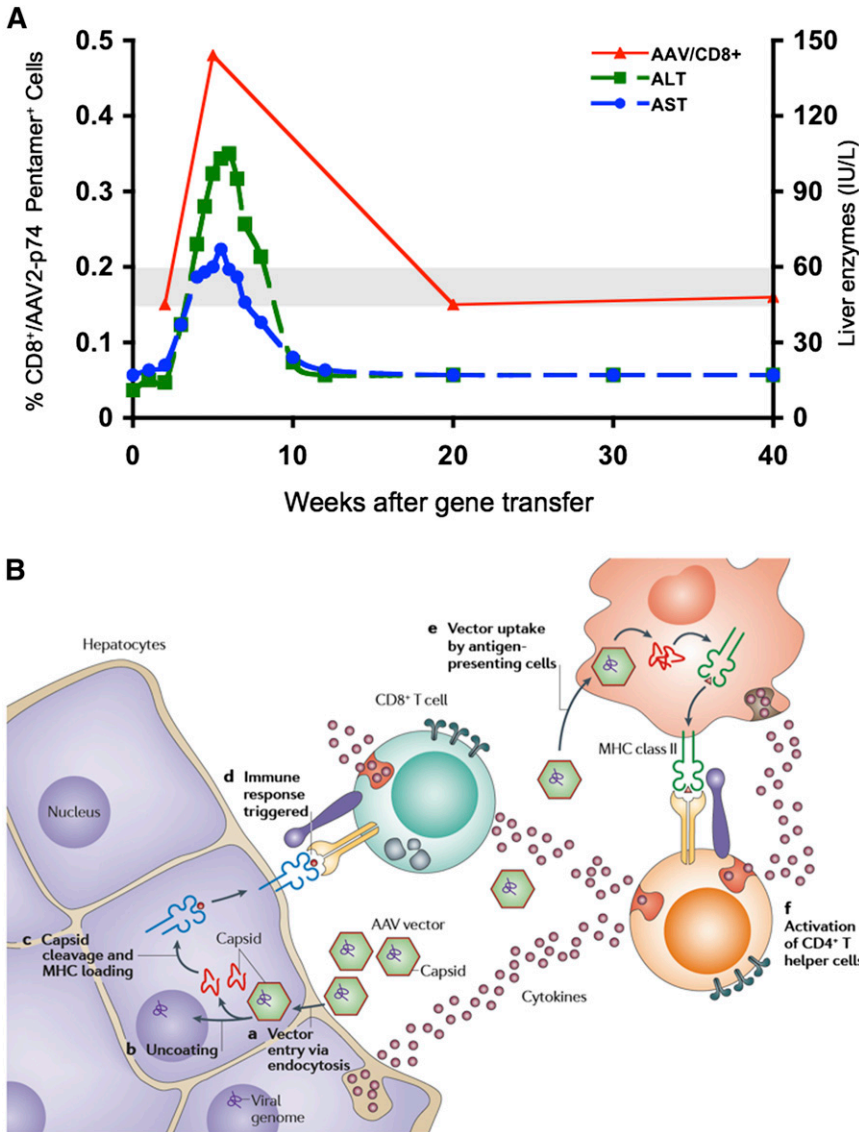 A
0.5
0.4
0.3
0.2
0.1
0
% CD8⁺/AAV2-p74 Pentamer⁺ Cells
150
120
90
60
30
0
Liver enzymes (IU/L)
AAV/CD8+
ALT
AST
0
10
20
30
40
Weeks after gene transfer
B
Hepatocytes
Nucleus
d Immune
response
triggered
CD8⁺ T cell
e Vector uptake
by antigen-
presenting cells
MHC class II
c Capsid
cleavage and
MHC loading
Capsid
AAV vector
Capsid
Cytokines
f
Activation
of CD4⁺ T
helper cells
b Uncoating
a Vector
entry via
endocytosis
Viral
genome